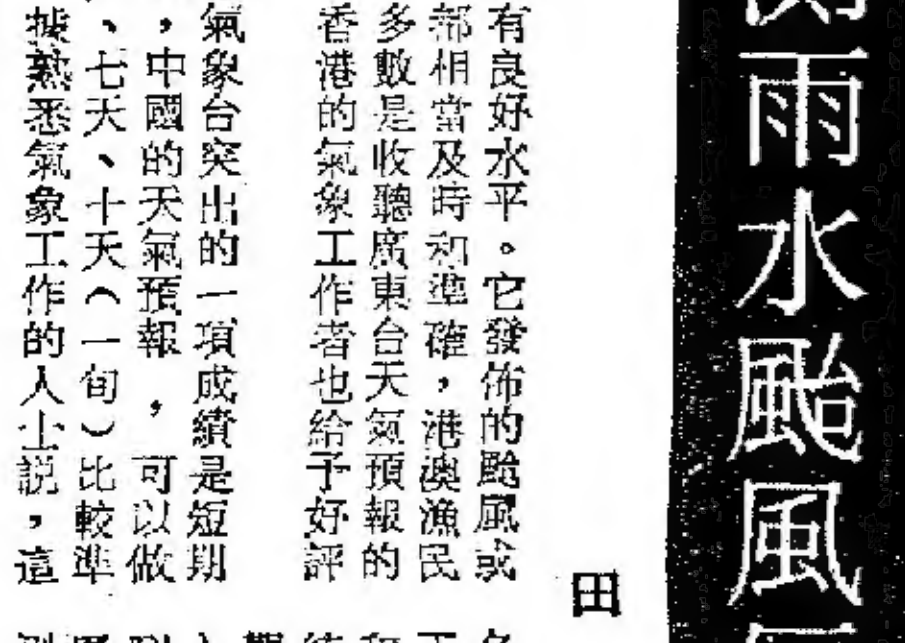 雨水颱風
田
有良好水平。它發佈的颱風或
都相當及時和準確,港澳漁民
多數是收聽廣東台天氣預報的
香港的氣象工作者也給予好評
氣象台突出的一項成績是短期
,中國的天氣預報,可以做
、七天、十天(一旬)比較準
據熟悉氣象工作的人士説,這